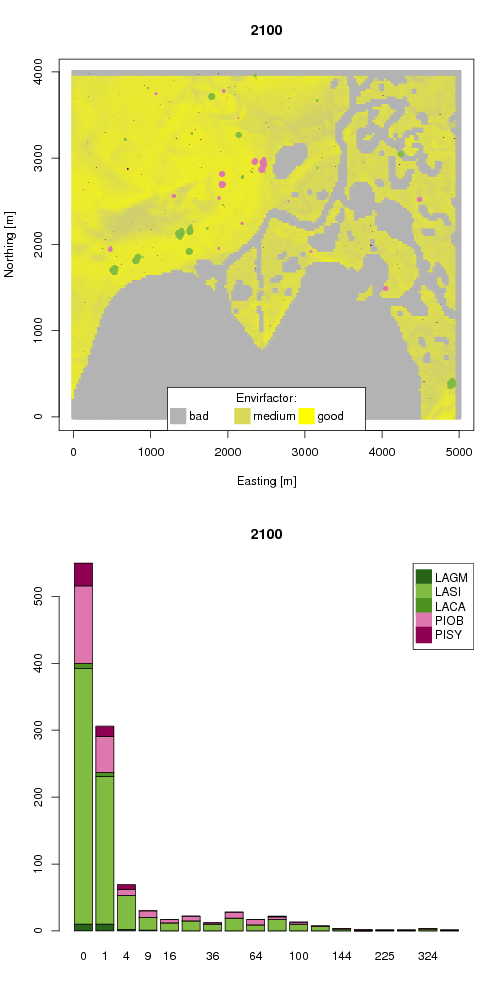 2100
Northing [m]
4000
3000
2000
1000
0
Envirfactor:
bad medium good
0 1000 2000 3000 4000 5000
Easting [m]
2100
500
400
300
200
100
0
LAGM
LASI
LACA
PIOB
PISY
0 1 4 9 16 36 64 100 144 225 324